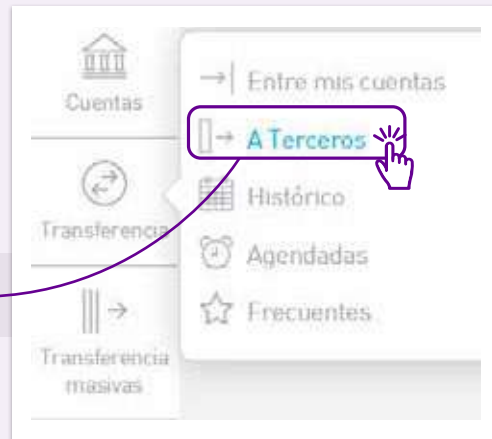 Cuentas
Transferencia
Transferencia
masivas
Entre mis cuentas
A Terceros
Histórico
Agendadas
Frecuentes